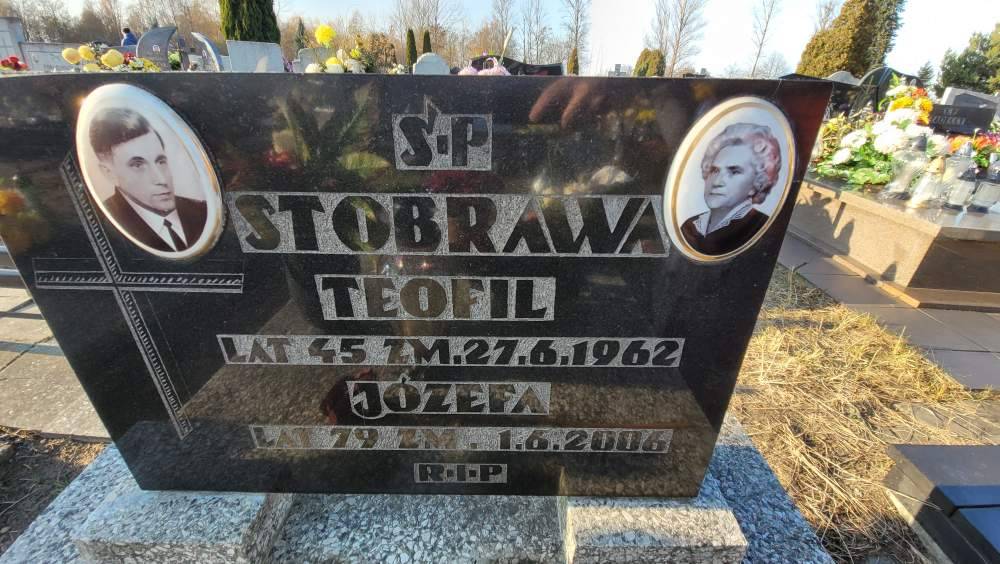 Ś·P
STOBRAWA
TEOFIL
LAT 45 ZM. 27.6.1962
JÓZEFA
LAT 79 ZM. 1.6.2006
R·I·P